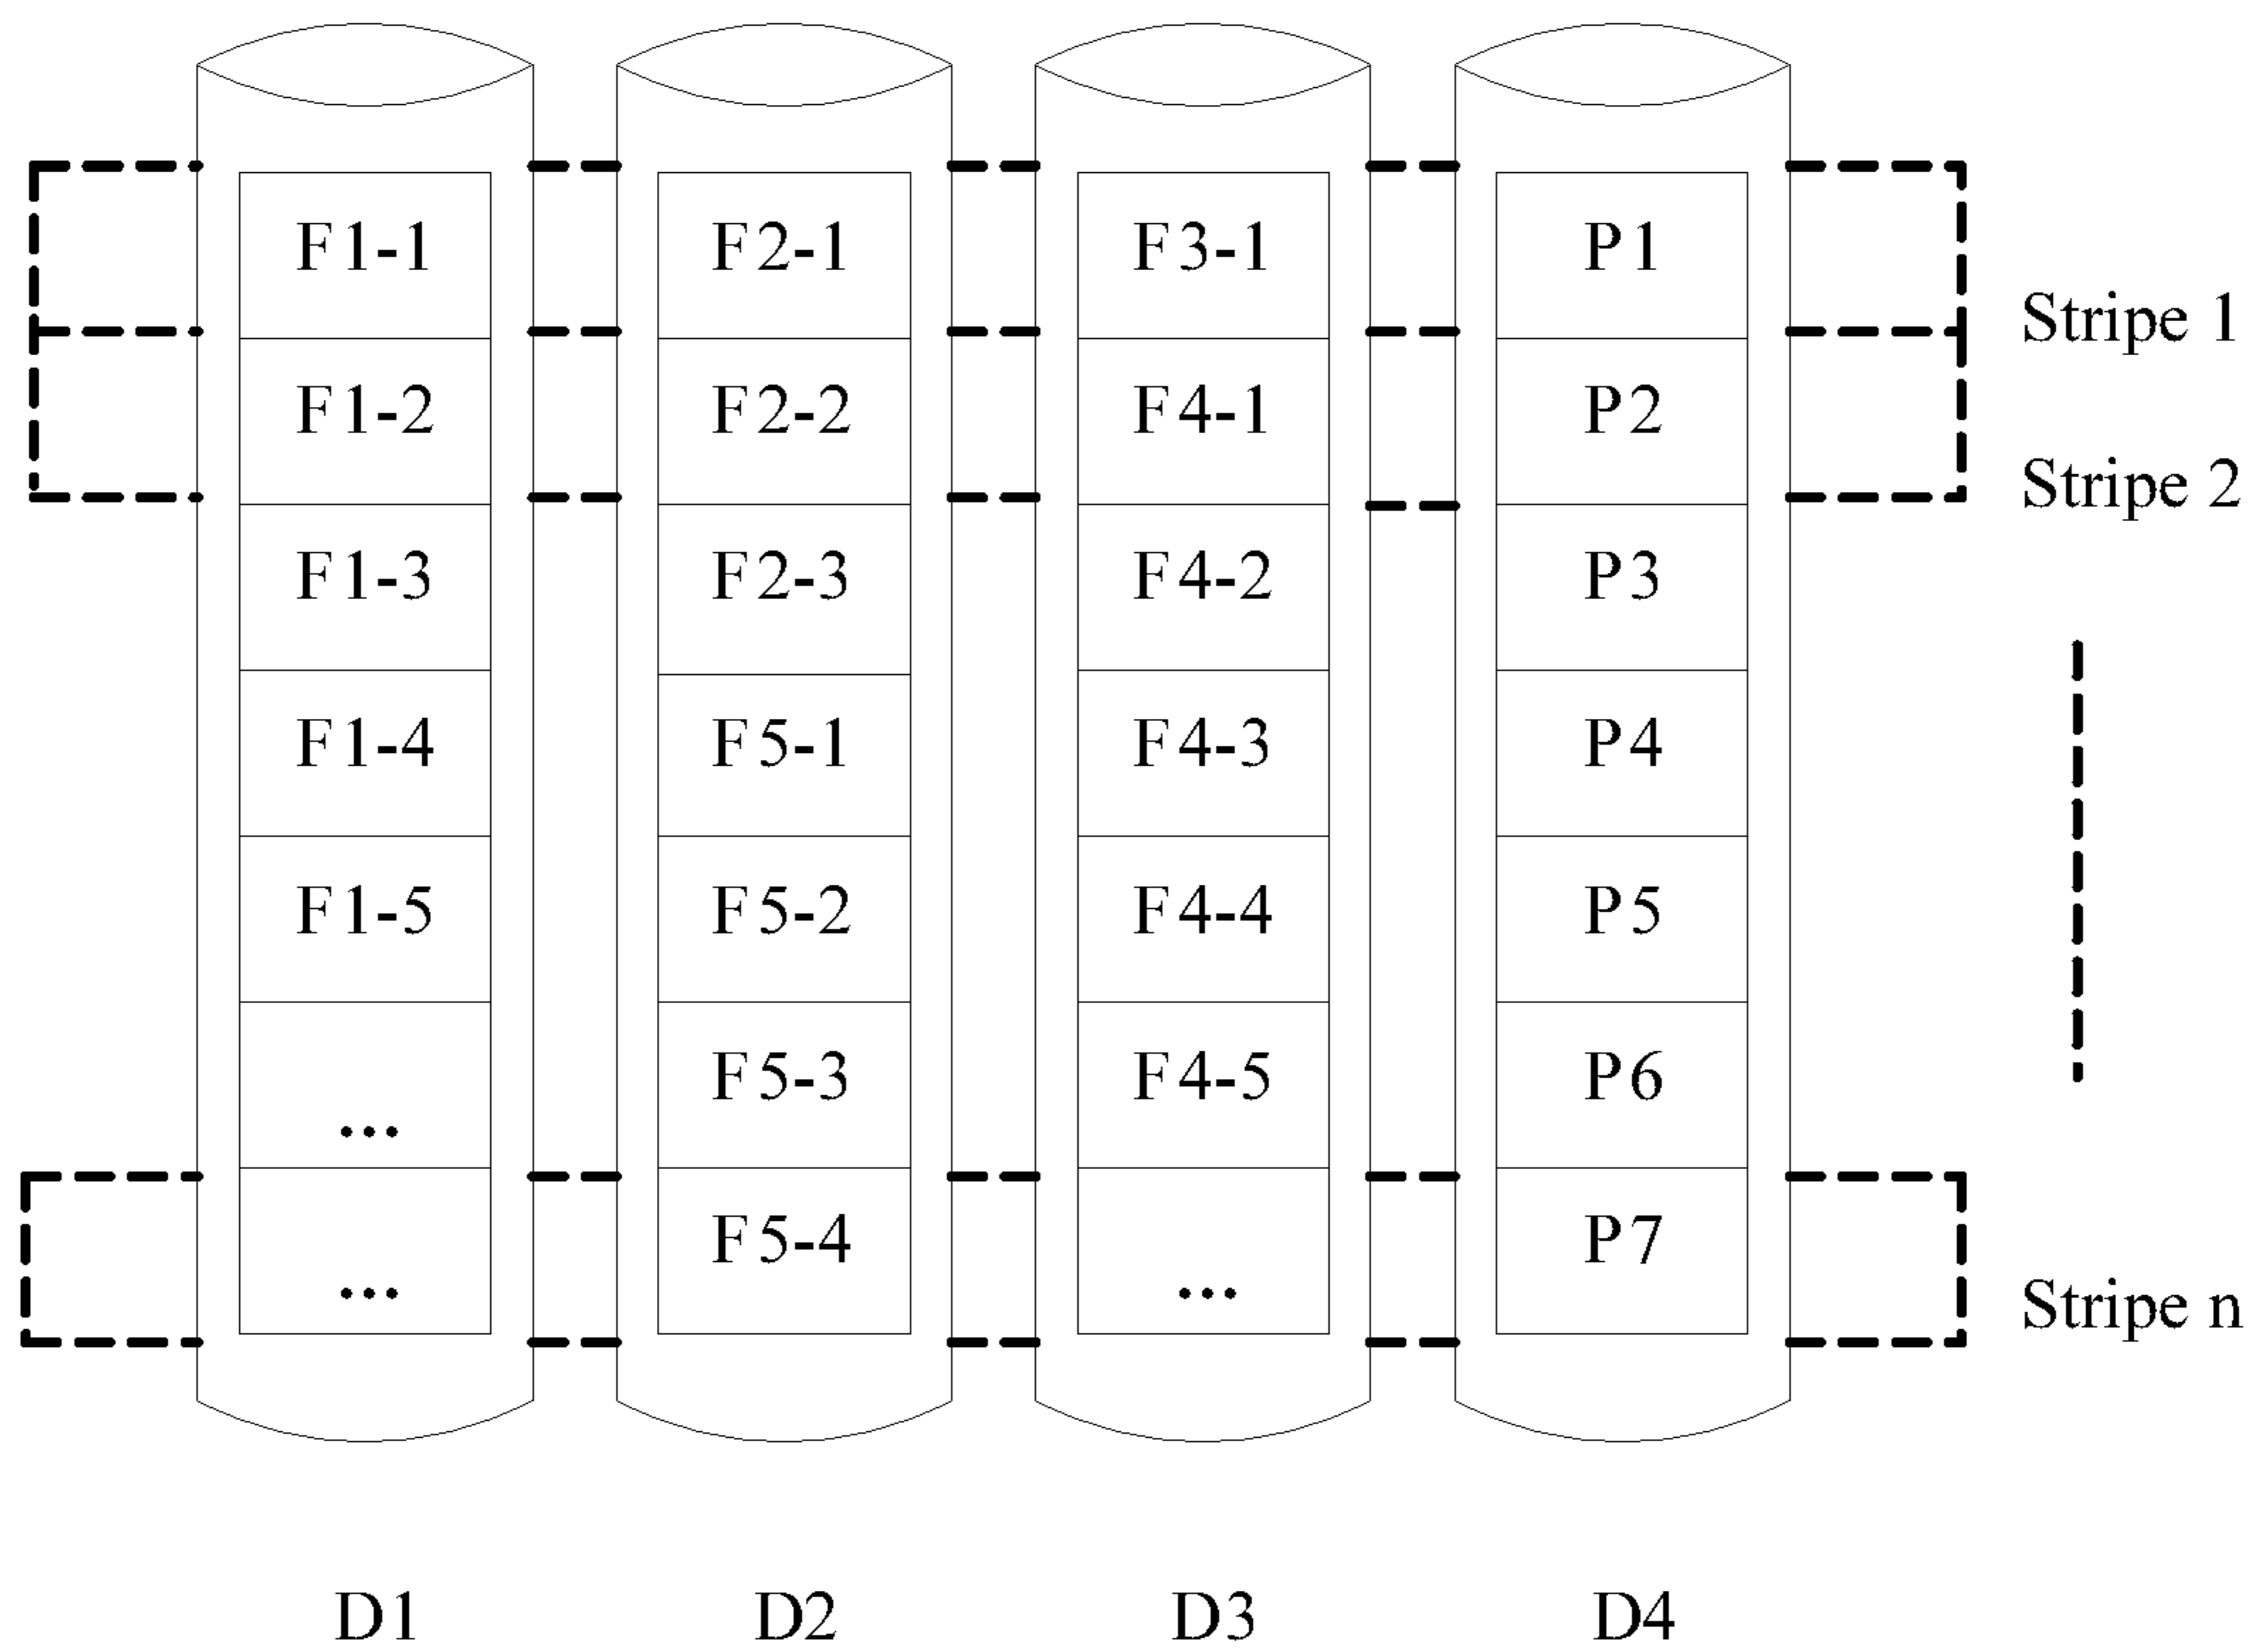 F1-1 F2-1 F3-1 P1
Stripe 1
F1-2 F2-2 F4-1 P2
Stripe 2
F1-3 F2-3 F4-2 P3
F1-4 F5-1 F4-3 P4
F1-5 F5-2 F4-4 P5
... F5-3 F4-5 P6
... F5-4 ... P7
Stripe n
D1 D2 D3 D4